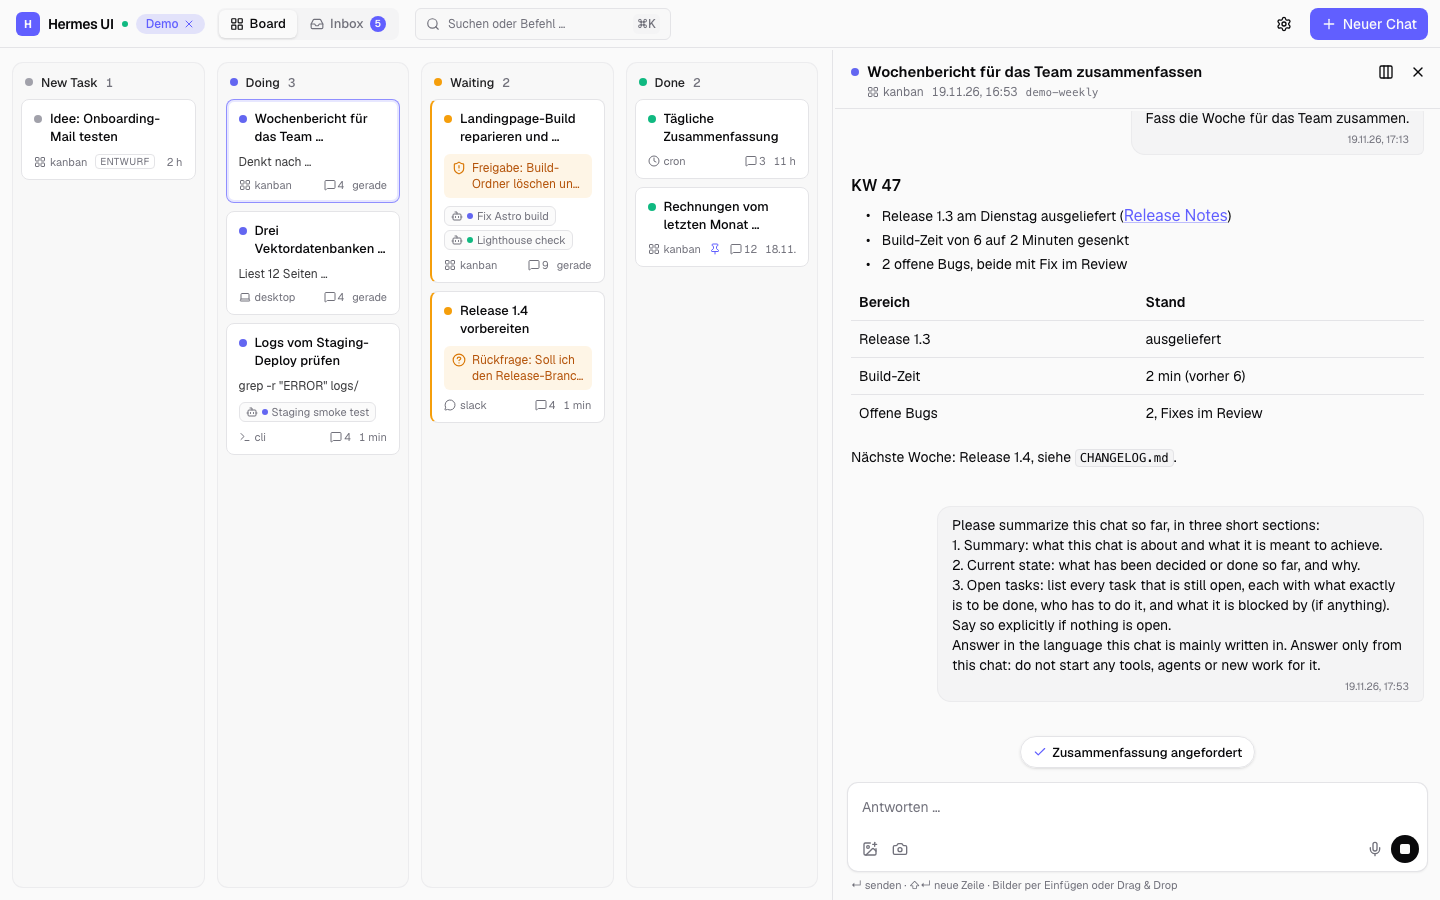 H Hermes UI Demo Board Inbox 5 Suchen oder Befehl … ⌘K Neuer Chat
New Task 1
Idee: Onboarding-
Mail testen
kanban ENTWURF 2 h
Doing 3
Wochenbericht für
das Team …
Denkt nach …
kanban 4 gerade
Drei
Vektordatenbanken …
Liest 12 Seiten …
desktop 4 gerade
Logs vom Staging-
Deploy prüfen
grep -r "ERROR" logs/
Staging smoke test
cli 4 1 min
Waiting 2
Landingpage-Build
reparieren und …
Freigabe: Build-
Ordner löschen un…
Fix Astro build
Lighthouse check
kanban 9 gerade
Release 1.4
vorbereiten
Rückfrage: Soll ich
den Release-Branc…
slack 4 1 min
Done 2
Tägliche
Zusammenfassung
cron 3 11 h
Rechnungen vom
letzten Monat …
kanban 12 18.11.
Wochenbericht für das Team zusammenfassen
kanban 19.11.26, 16:53 demo-weekly
Fass die Woche für das Team zusammen.
19.11.26, 17:13
KW 47
• Release 1.3 am Dienstag ausgeliefert (Release Notes)
• Build-Zeit von 6 auf 2 Minuten gesenkt
• 2 offene Bugs, beide mit Fix im Review
Bereich Stand
Release 1.3 ausgeliefert
Build-Zeit 2 min (vorher 6)
Offene Bugs 2, Fixes im Review
Nächste Woche: Release 1.4, siehe CHANGELOG.md.
Please summarize this chat so far, in three short sections:
1. Summary: what this chat is about and what it is meant to achieve.
2. Current state: what has been decided or done so far, and why.
3. Open tasks: list every task that is still open, each with what exactly
is to be done, who has to do it, and what it is blocked by (if anything).
Say so explicitly if nothing is open.
Answer in the language this chat is mainly written in. Answer only from
this chat: do not start any tools, agents or new work for it.
19.11.26, 17:53
Zusammenfassung angefordert
Antworten …
↵ senden · ⇧↵ neue Zeile · Bilder per Einfügen oder Drag & Drop